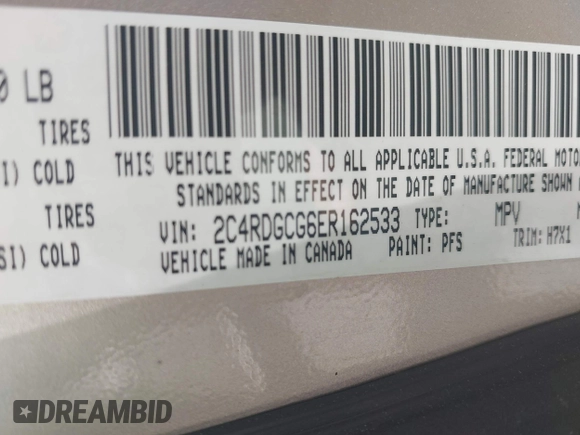 0 LB
TIRES
I) COLD
TIRES
SI) COLD
THIS VEHICLE CONFORMS TO ALL APPLICABLE U.S.A. FEDERAL MOTO
STANDARDS IN EFFECT ON THE DATE OF MANUFACTURE SHOWN
VIN: 2C4RDGCG6ER162533 TYPE: MPV
VEHICLE MADE IN CANADA PAINT: PFS TRIM: H7X1
DREAMBID